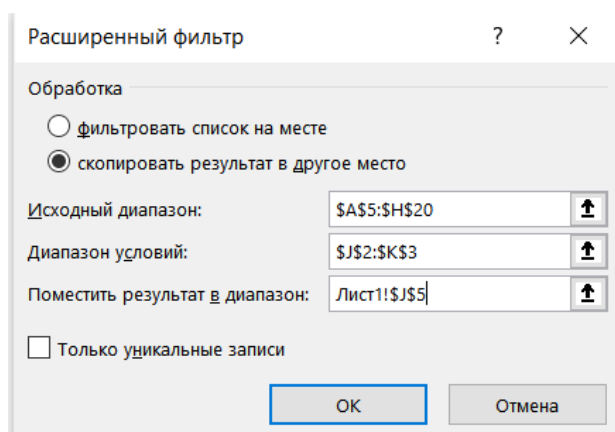 Расширенный фильтр ?
Обработка
фильтровать список на месте
скопировать результат в другое место
Исходный диапазон: $A$5:$H$20
Диапазон условий: $J$2:$K$3
Поместить результат в диапазон: Лист1!$J$5
Только уникальные записи
ОК Отмена